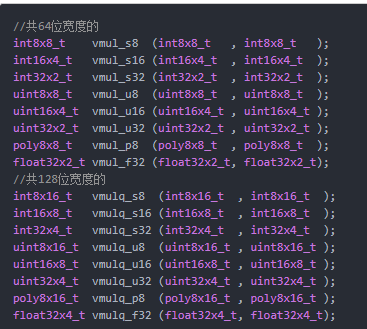 //共64位宽度的
int8x8_t    vmul_s8  (int8x8_t   , int8x8_t   );
int16x4_t   vmul_s16 (int16x4_t  , int16x4_t  );
int32x2_t   vmul_s32 (int32x2_t  , int32x2_t  );
uint8x8_t   vmul_u8  (uint8x8_t  , uint8x8_t  );
uint16x4_t  vmul_u16 (uint16x4_t , uint16x4_t );
uint32x2_t  vmul_u32 (uint32x2_t , uint32x2_t );
poly8x8_t   vmul_p8  (poly8x8_t  , poly8x8_t  );
float32x2_t vmul_f32 (float32x2_t, float32x2_t);
//共128位宽度的
int8x16_t   vmulq_s8  (int8x16_t  , int8x16_t  );
int16x8_t   vmulq_s16 (int16x8_t  , int16x8_t  );
int32x4_t   vmulq_s32 (int32x4_t  , int32x4_t  );
uint8x16_t  vmulq_u8  (uint8x16_t , uint8x16_t );
uint16x8_t  vmulq_u16 (uint16x8_t , uint16x8_t );
uint32x4_t  vmulq_u32 (uint32x4_t , uint32x4_t );
poly8x16_t  vmulq_p8  (poly8x16_t , poly8x16_t );
float32x4_t vmulq_f32 (float32x4_t, float32x4_t);